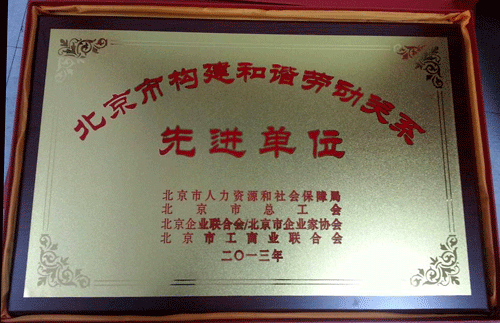 北京市构建和谐劳动关系
先进单位
北京市人力资源和社会保障局
北京市总工会
北京企业联合会/北京市企业家协会
北京市工商业联合会
二〇一三年